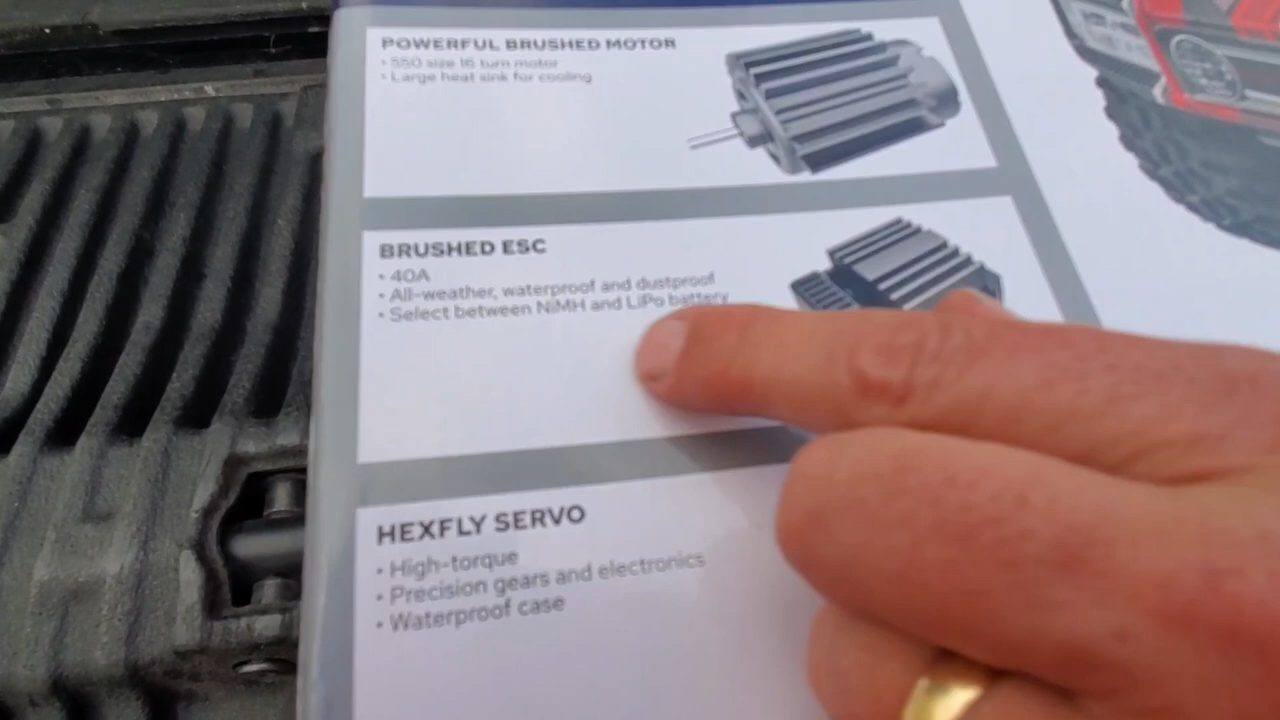 POWERFUL BRUSHED MOTOR
• 550 size 16 turn motor
• Large heat sink for cooling
BRUSHED ESC
• 40A
• All-weather, waterproof and dustproof
• Select between NiMH and LiPo battery
HEXFLY SERVO
• High-torque
• Precision gears and electronics
• Waterproof case